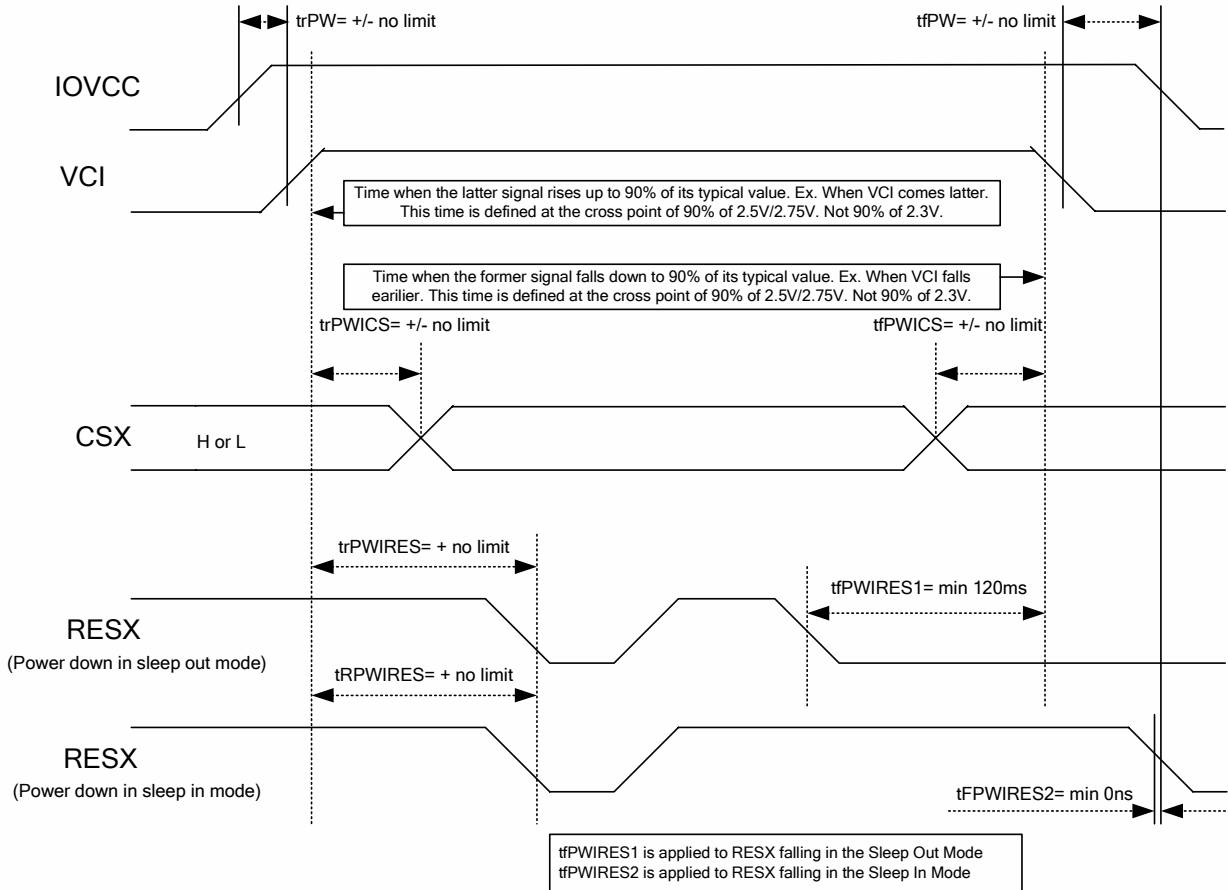 trPW= +/- no limit
tfPW= +/- no limit
IOVCC
VCI
Time when the latter signal rises up to 90% of its typical value. Ex. When VCI comes latter.
This time is defined at the cross point of 90% of 2.5V/2.75V. Not 90% of 2.3V.
Time when the former signal falls down to 90% of its typical value. Ex. When VCI falls
earilier. This time is defined at the cross point of 90% of 2.5V/2.75V. Not 90% of 2.3V.
trPWICS= +/- no limit
tfPWICS= +/- no limit
CSX
H or L
trPWIRES= + no limit
tfPWIRES1= min 120ms
RESX
(Power down in sleep out mode)
tRPWIRES= + no limit
RESX
(Power down in sleep in mode)
tFPWIRES2= min 0ns
tfPWIRES1 is applied to RESX falling in the Sleep Out Mode
tfPWIRES2 is applied to RESX falling in the Sleep In Mode